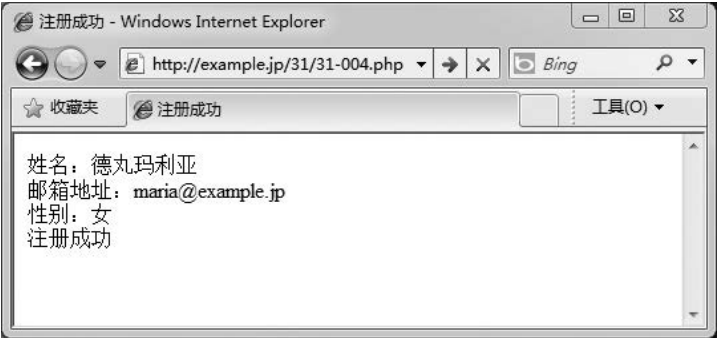 注册成功 - Windows Internet Explorer
http://example.jp/31/31-004.php
Bing
收藏夹
注册成功
工具(O)
姓名：德丸玛利亚
邮箱地址：maria@example.jp
性别：女
注册成功